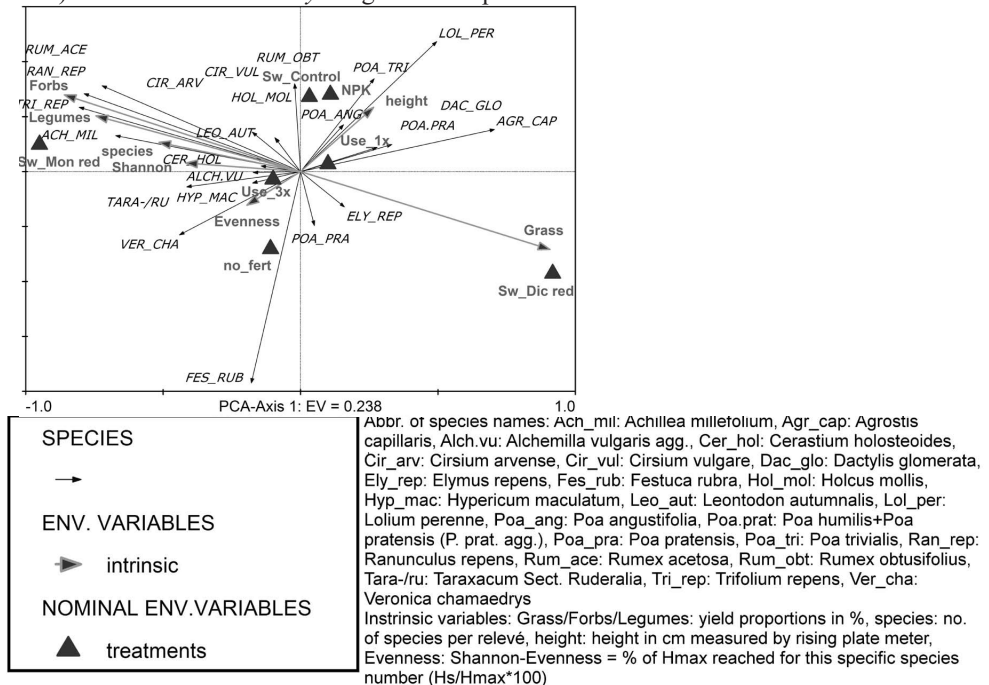 LOL_PER
RUM_ACE
RUM_OBT
RAN_REP
CIR_VUL
POA_TRI
Sw_Control
CIR_ARV
Forbs
NPK
HOL_MOL
height
TRI_REP
DAC_GLO
Legumes
POA_ANG
AGR_CAP
POA.PRA
ACH_MIL
LEO_AUT
Use_1x
species
Sw_Mon red
CER_HOL
Shannon
ALCH.VU
Use_3x
HYP_MAC
TARA-/RU
ELY_REP
Evenness
Grass
VER_CHA
POA_PRA
no_fert
Sw_Dic red
FES_RUB
-1.0 PCA-Axis 1: EV = 0.238 1.0
SPECIES
ENV. VARIABLES
intrinsic
NOMINAL ENV.VARIABLES
treatments
Abbr. of species names: Ach_mil: Achillea millefolium, Agr_cap: Agrostis
capillaris, Alch.vu: Alchemilla vulgaris agg., Cer_hol: Cerastium holosteoides,
Cir_arv: Cirsium arvense, Cir_vul: Cirsium vulgare, Dac_glo: Dactylis glomerata,
Ely_rep: Elymus repens, Fes_rub: Festuca rubra, Hol_mol: Holcus mollis,
Hyp_mac: Hypericum maculatum, Leo_aut: Leontodon autumnalis, Lol_per:
Lolium perenne, Poa_ang: Poa angustifolia, Poa.prat: Poa humilis+Poa
pratensis (P. prat. agg.), Poa_pra: Poa pratensis, Poa_tri: Poa trivialis, Ran_rep:
Ranunculus repens, Rum_ace: Rumex acetosa, Rum_obt: Rumex obtusifolius,
Tara-/ru: Taraxacum Sect. Ruderalia, Tri_rep: Trifolium repens, Ver_cha:
Veronica chamaedrys
Instrinsic variables: Grass/Forbs/Legumes: yield proportions in %, species: no.
of species per relevé, height: height in cm measured by rising plate meter,
Evenness: Shannon-Evenness = % of Hmax reached for this specific species
number (Hs/Hmax*100)